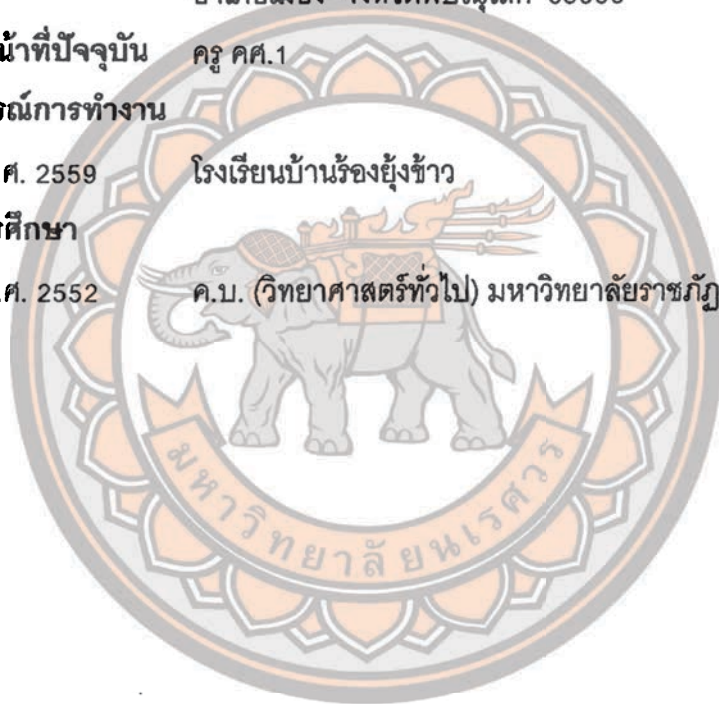 น้าที่ปัจจุบัน ครู คศ.1
รณ์การทำงาน
ศ. 2559 โรงเรียนบ้านร้องยุ้งข้าว
รศึกษา
.ศ. 2552 ค.บ. (วิทยาศาสตร์ทั่วไป) มหาวิทยาลัยราชภัฏ
มหาวิทยาลัยนเรศวร